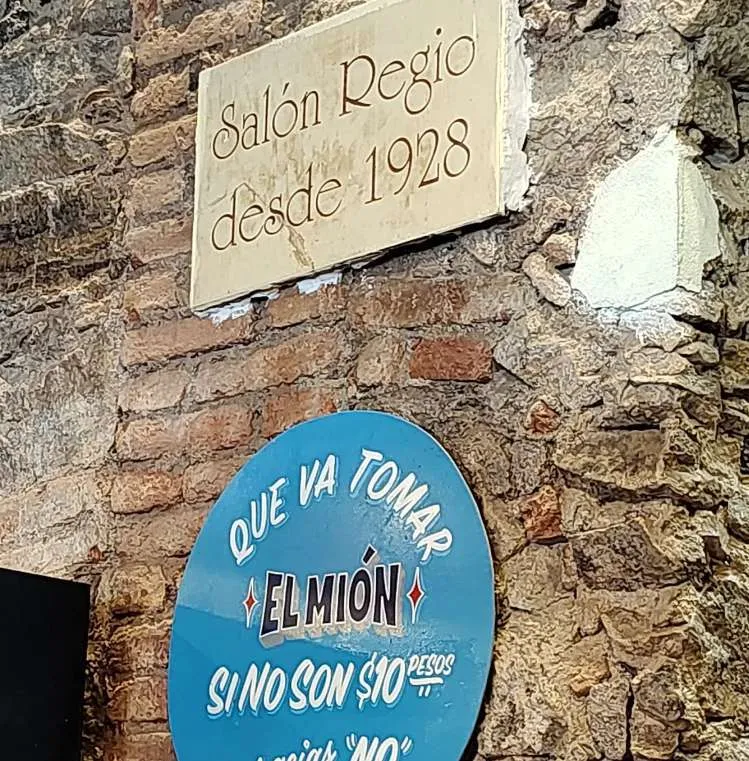 Salón Regio
desde 1928
QUE VA TOMAR
EL MIÓN
SI NO SON $10 PESOS
"NO"